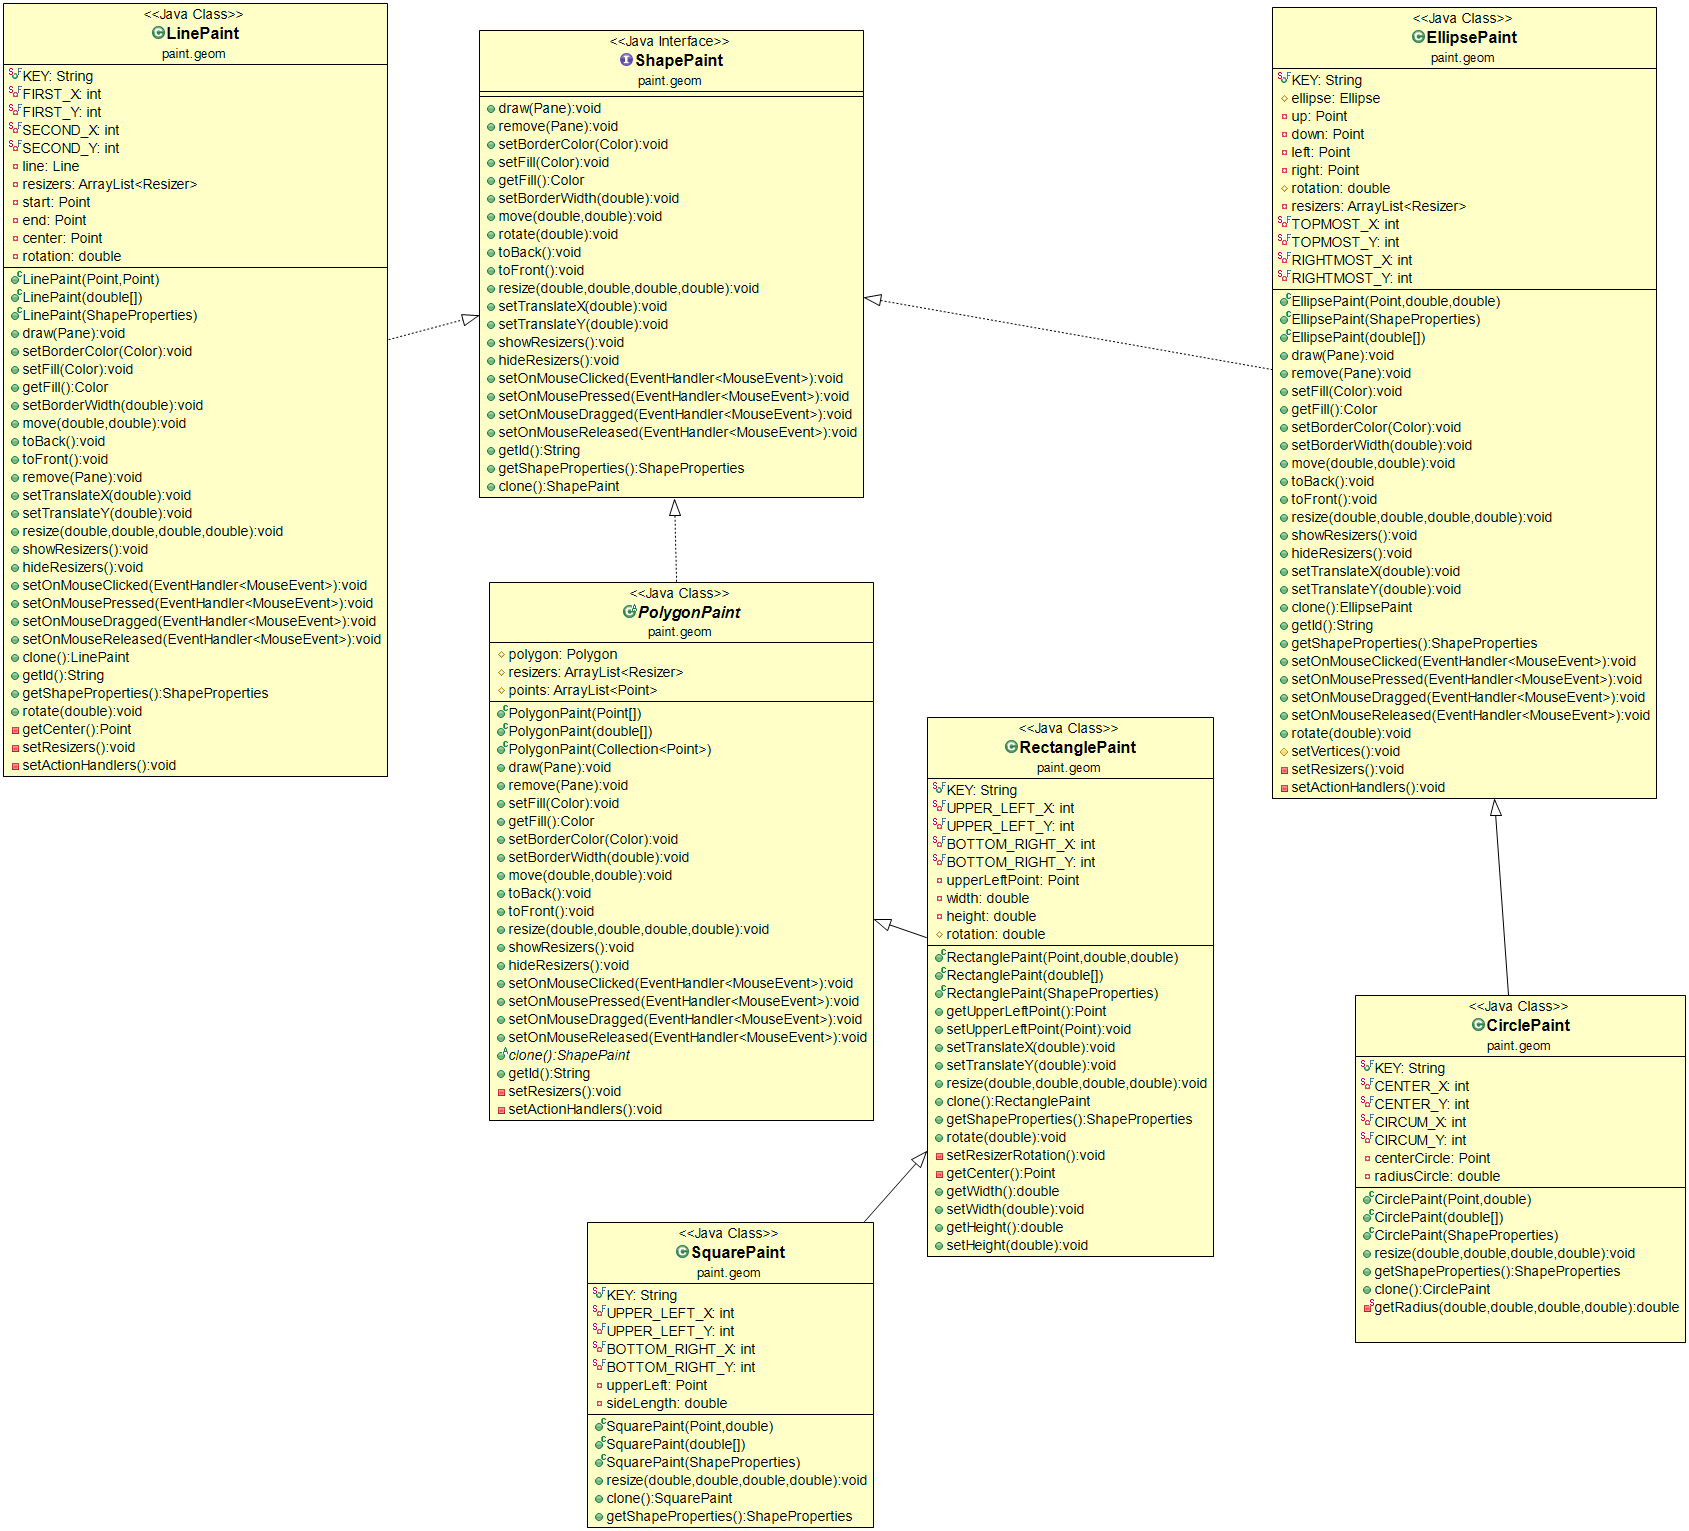 <<Java Class>>
LinePaint
paint.geom
KEY: String
FIRST_X: int
FIRST_Y: int
SECOND_X: int
SECOND_Y: int
line: Line
resizers: ArrayList<Resizer>
start: Point
end: Point
center: Point
rotation: double
LinePaint(Point,Point)
LinePaint(double[])
LinePaint(ShapeProperties)
draw(Pane):void
setBorderColor(Color):void
setFill(Color):void
getFill():Color
setBorderWidth(double):void
move(double,double):void
toBack():void
toFront():void
remove(Pane):void
setTranslateX(double):void
setTranslateY(double):void
resize(double,double,double,double):void
showResizers():void
hideResizers():void
setOnMouseClicked(EventHandler<MouseEvent>):void
setOnMousePressed(EventHandler<MouseEvent>):void
setOnMouseDragged(EventHandler<MouseEvent>):void
setOnMouseReleased(EventHandler<MouseEvent>):void
clone():LinePaint
getId():String
getShapeProperties():ShapeProperties
rotate(double):void
getCenter():Point
setResizers():void
setActionHandlers():void
<<Java Interface>>
ShapePaint
paint.geom
draw(Pane):void
remove(Pane):void
setBorderColor(Color):void
setFill(Color):void
getFill():Color
setBorderWidth(double):void
move(double,double):void
rotate(double):void
toBack():void
toFront():void
resize(double,double,double,double):void
setTranslateX(double):void
setTranslateY(double):void
showResizers():void
hideResizers():void
setOnMouseClicked(EventHandler<MouseEvent>):void
setOnMousePressed(EventHandler<MouseEvent>):void
setOnMouseDragged(EventHandler<MouseEvent>):void
setOnMouseReleased(EventHandler<MouseEvent>):void
getId():String
getShapeProperties():ShapeProperties
clone():ShapePaint
<<Java Class>>
EllipsePaint
paint.geom
KEY: String
ellipse: Ellipse
up: Point
down: Point
left: Point
right: Point
rotation: double
resizers: ArrayList<Resizer>
TOPMOST_X: int
TOPMOST_Y: int
RIGHTMOST_X: int
RIGHTMOST_Y: int
EllipsePaint(Point,double,double)
EllipsePaint(ShapeProperties)
EllipsePaint(double[])
draw(Pane):void
remove(Pane):void
setFill(Color):void
getFill():Color
setBorderColor(Color):void
setBorderWidth(double):void
move(double,double):void
toBack():void
toFront():void
resize(double,double,double,double):void
showResizers():void
hideResizers():void
setTranslateX(double):void
setTranslateY(double):void
clone():EllipsePaint
getId():String
getShapeProperties():ShapeProperties
setOnMouseClicked(EventHandler<MouseEvent>):void
setOnMousePressed(EventHandler<MouseEvent>):void
setOnMouseDragged(EventHandler<MouseEvent>):void
setOnMouseReleased(EventHandler<MouseEvent>):void
rotate(double):void
setVertices():void
setResizers():void
setActionHandlers():void
<<Java Class>>
PolygonPaint
paint.geom
polygon: Polygon
resizers: ArrayList<Resizer>
points: ArrayList<Point>
PolygonPaint(Point[])
PolygonPaint(double[])
PolygonPaint(Collection<Point>)
draw(Pane):void
remove(Pane):void
setFill(Color):void
getFill():Color
setBorderColor(Color):void
setBorderWidth(double):void
move(double,double):void
toBack():void
toFront():void
resize(double,double,double,double):void
showResizers():void
hideResizers():void
setOnMouseClicked(EventHandler<MouseEvent>):void
setOnMousePressed(EventHandler<MouseEvent>):void
setOnMouseDragged(EventHandler<MouseEvent>):void
setOnMouseReleased(EventHandler<MouseEvent>):void
clone():ShapePaint
getId():String
setResizers():void
setActionHandlers():void
<<Java Class>>
RectanglePaint
paint.geom
KEY: String
UPPER_LEFT_X: int
UPPER_LEFT_Y: int
BOTTOM_RIGHT_X: int
BOTTOM_RIGHT_Y: int
upperLeftPoint: Point
width: double
height: double
rotation: double
RectanglePaint(Point,double,double)
RectanglePaint(double[])
RectanglePaint(ShapeProperties)
getUpperLeftPoint():Point
setUpperLeftPoint(Point):void
setTranslateX(double):void
setTranslateY(double):void
resize(double,double,double,double):void
clone():RectanglePaint
getShapeProperties():ShapeProperties
rotate(double):void
setResizerRotation():void
getCenter():Point
getWidth():double
setWidth(double):void
getHeight():double
setHeight(double):void
<<Java Class>>
CirclePaint
paint.geom
KEY: String
CENTER_X: int
CENTER_Y: int
CIRCUM_X: int
CIRCUM_Y: int
centerCircle: Point
radiusCircle: double
CirclePaint(Point,double)
CirclePaint(double[])
CirclePaint(ShapeProperties)
resize(double,double,double,double):void
getShapeProperties():ShapeProperties
clone():CirclePaint
getRadius(double,double,double,double):double
<<Java Class>>
SquarePaint
paint.geom
KEY: String
UPPER_LEFT_X: int
UPPER_LEFT_Y: int
BOTTOM_RIGHT_X: int
BOTTOM_RIGHT_Y: int
upperLeft: Point
sideLength: double
SquarePaint(Point,double)
SquarePaint(double[])
SquarePaint(ShapeProperties)
resize(double,double,double,double):void
clone():SquarePaint
getShapeProperties():ShapeProperties